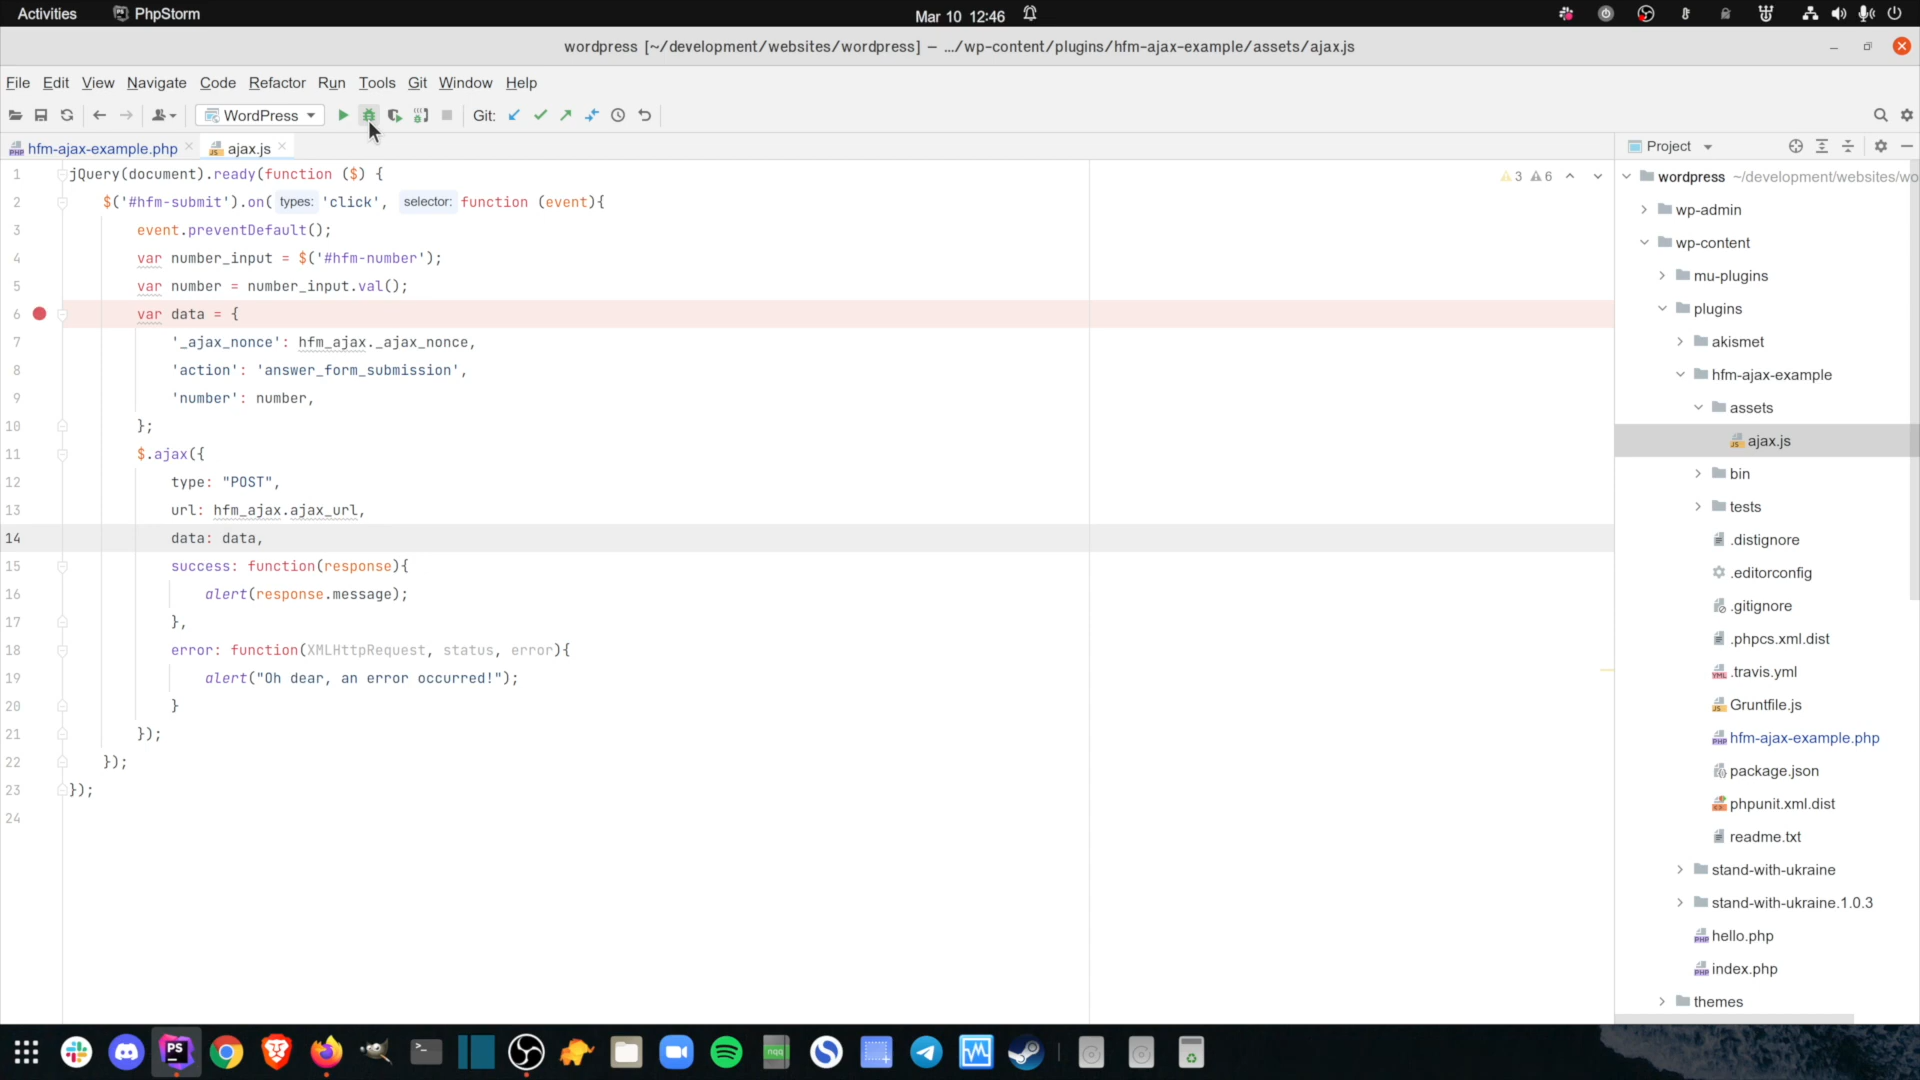 Activities PhpStorm Mar 10 12:46
wordpress [~/development/websites/wordpress] – .../wp-content/plugins/hfm-ajax-example/assets/ajax.js
File Edit View Navigate Code Refactor Run Tools Git Window Help
WordPress Git:
hfm-ajax-example.php ajax.js
3 6
1 jQuery(document).ready(function ($) {
2 $('#hfm-submit').on( types: 'click', selector: function (event){
3 event.preventDefault();
4 var number_input = $('#hfm-number');
5 var number = number_input.val();
6 var data = {
7 '_ajax_nonce': hfm_ajax._ajax_nonce,
8 'action': 'answer_form_submission',
9 'number': number,
10 };
11 $.ajax({
12 type: "POST",
13 url: hfm_ajax.ajax_url,
14 data: data,
15 success: function(response){
16 alert(response.message);
17 },
18 error: function(XMLHttpRequest, status, error){
19 alert("Oh dear, an error occurred!");
20 }
21 });
22 });
23 });
24
Project
wordpress ~/development/websites/wo
wp-admin
wp-content
mu-plugins
plugins
akismet
hfm-ajax-example
assets
ajax.js
bin
tests
.distignore
.editorconfig
.gitignore
.phpcs.xml.dist
.travis.yml
Gruntfile.js
hfm-ajax-example.php
package.json
phpunit.xml.dist
readme.txt
stand-with-ukraine
stand-with-ukraine.1.0.3
hello.php
index.php
themes
PS
nqq